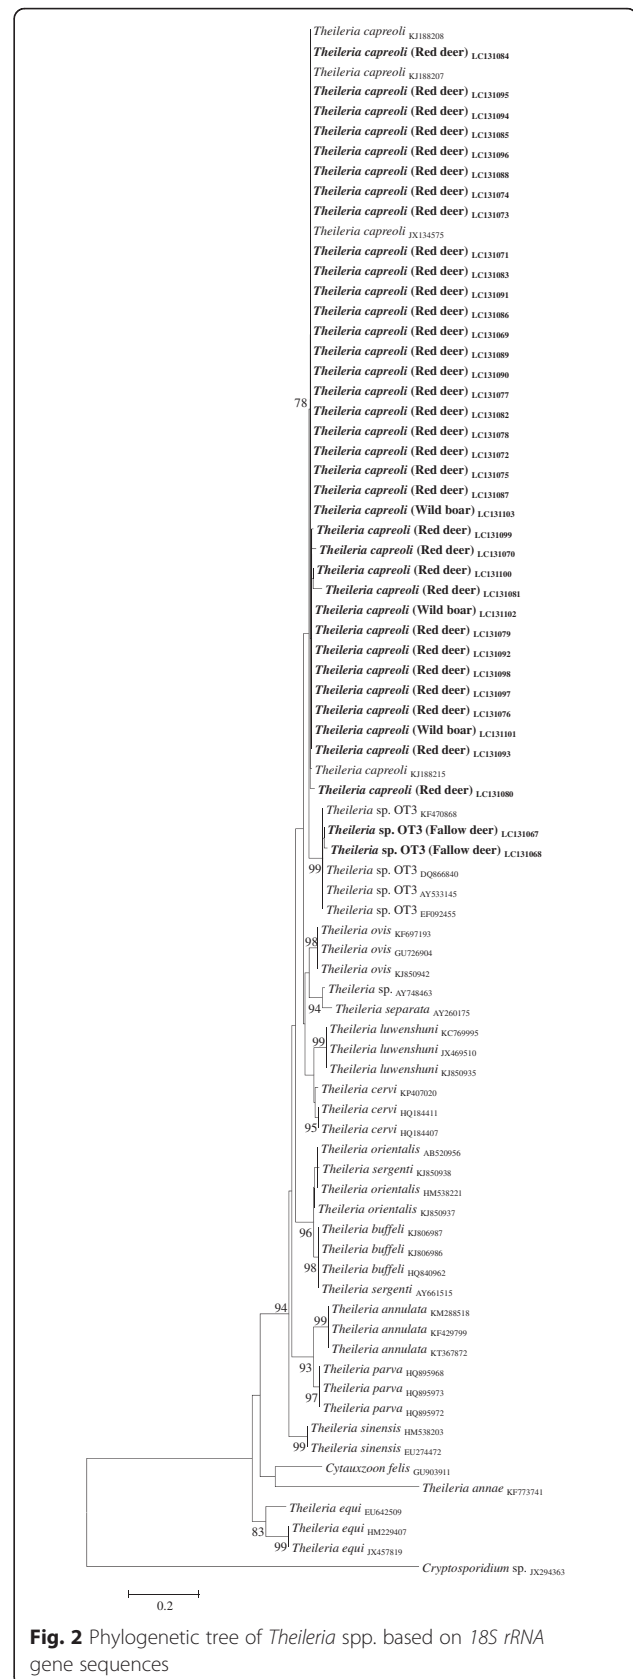 Theileria capreoli KJ188208
Theileria capreoli (Red deer) LC131084
Theileria capreoli KJ188207
Theileria capreoli (Red deer) LC131095
Theileria capreoli (Red deer) LC131094
Theileria capreoli (Red deer) LC131085
Theileria capreoli (Red deer) LC131096
Theileria capreoli (Red deer) LC131088
Theileria capreoli (Red deer) LC131074
Theileria capreoli (Red deer) LC131073
Theileria capreoli JX134575
Theileria capreoli (Red deer) LC131071
Theileria capreoli (Red deer) LC131083
Theileria capreoli (Red deer) LC131091
Theileria capreoli (Red deer) LC131086
Theileria capreoli (Red deer) LC131069
Theileria capreoli (Red deer) LC131089
Theileria capreoli (Red deer) LC131090
Theileria capreoli (Red deer) LC131077
78
Theileria capreoli (Red deer) LC131082
Theileria capreoli (Red deer) LC131078
Theileria capreoli (Red deer) LC131072
Theileria capreoli (Red deer) LC131075
Theileria capreoli (Red deer) LC131087
Theileria capreoli (Wild boar) LC131103
Theileria capreoli (Red deer) LC131099
Theileria capreoli (Red deer) LC131070
Theileria capreoli (Red deer) LC131100
Theileria capreoli (Red deer) LC131081
Theileria capreoli (Wild boar) LC131102
Theileria capreoli (Red deer) LC131079
Theileria capreoli (Red deer) LC131092
Theileria capreoli (Red deer) LC131098
Theileria capreoli (Red deer) LC131097
Theileria capreoli (Red deer) LC131076
Theileria capreoli (Wild boar) LC131101
Theileria capreoli (Red deer) LC131093
Theileria capreoli KJ188215
Theileria capreoli (Red deer) LC131080
Theileria sp. OT3 KF470868
Theileria sp. OT3 (Fallow deer) LC131067
Theileria sp. OT3 (Fallow deer) LC131068
99
Theileria sp. OT3 DQ866840
Theileria sp. OT3 AY533145
Theileria sp. OT3 EF092455
Theileria ovis KF697193
98
Theileria ovis GU726904
Theileria ovis KJ850942
Theileria sp. AY748463
94
Theileria separata AY260175
Theileria luwenshuni KC769995
99
Theileria luwenshuni JX469510
Theileria luwenshuni KJ850935
Theileria cervi KP407020
Theileria cervi HQ184411
95
Theileria cervi HQ184407
Theileria orientalis AB520956
Theileria sergenti KJ850938
Theileria orientalis HM538221
Theileria orientalis KJ850937
96
Theileria buffeli KJ806987
Theileria buffeli KJ806986
98
Theileria buffeli HQ840962
Theileria sergenti AY661515
94
Theileria annulata KM288518
99
Theileria annulata KF429799
Theileria annulata KT367872
93
Theileria parva HQ895968
Theileria parva HQ895973
97
Theileria parva HQ895972
Theileria sinensis HM538203
99
Theileria sinensis EU274472
Cytauxzoon felis GU903911
Theileria annae KF773741
Theileria equi EU642509
83
Theileria equi HM229407
99
Theileria equi JX457819
Cryptosporidium sp. JX294363
0.2
Fig. 2 Phylogenetic tree of Theileria spp. based on 18S rRNA
gene sequences